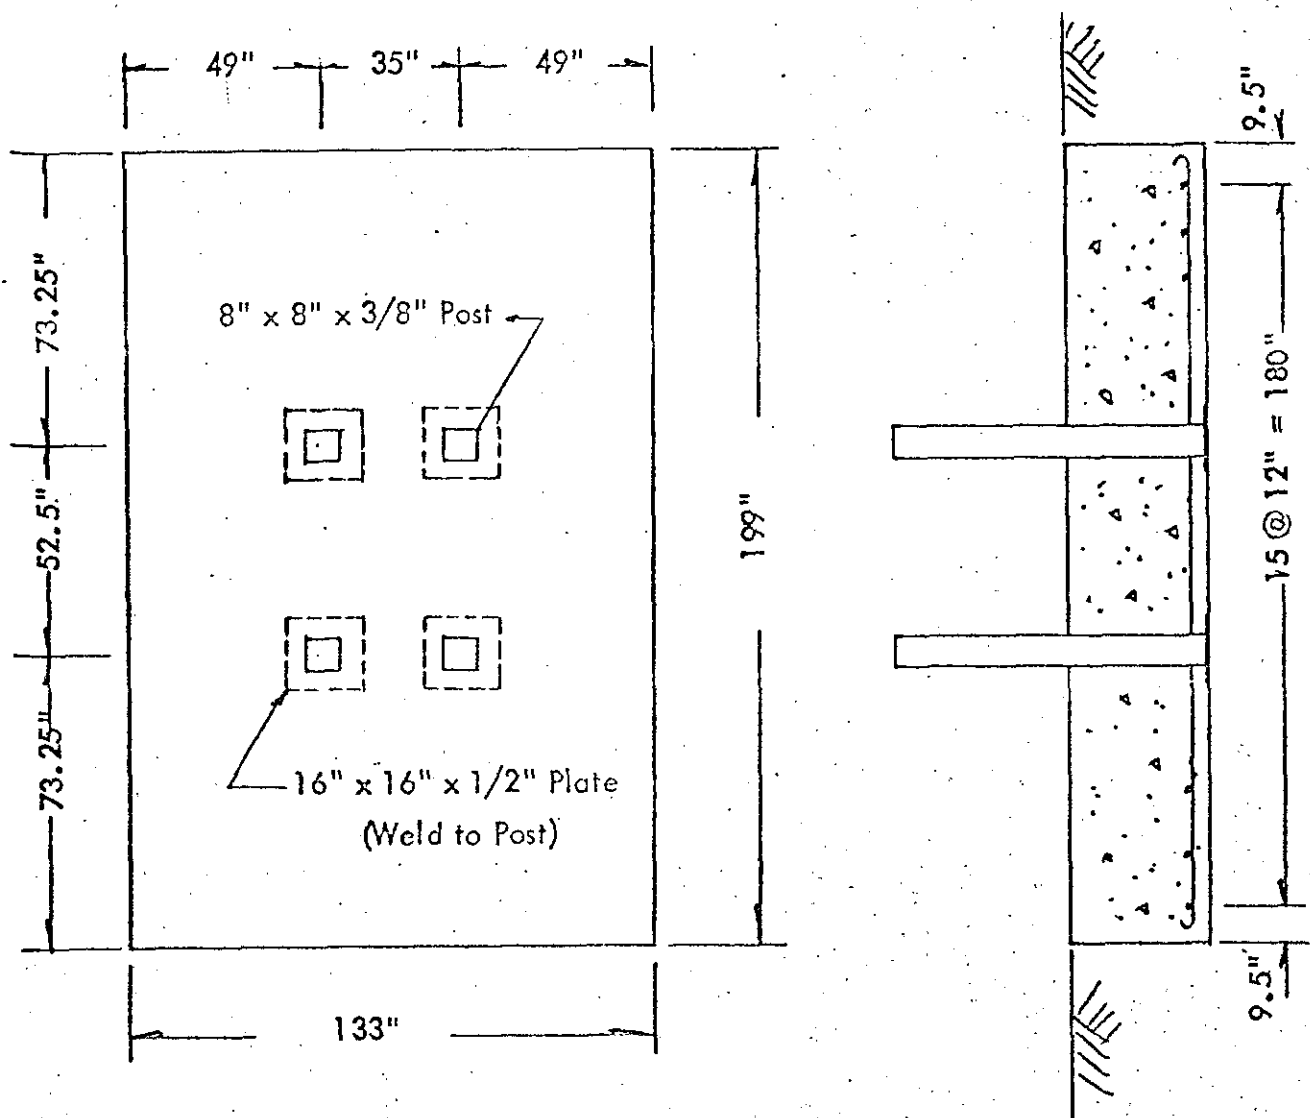 49" 35" 49"
9.5"
73.25"
8" x 8" x 3/8" Post
15 @ 12" = 180"
52.5"
199"
73.25"
16" x 16" x 1/2" Plate
(Weld to Post)
9.5"
133"